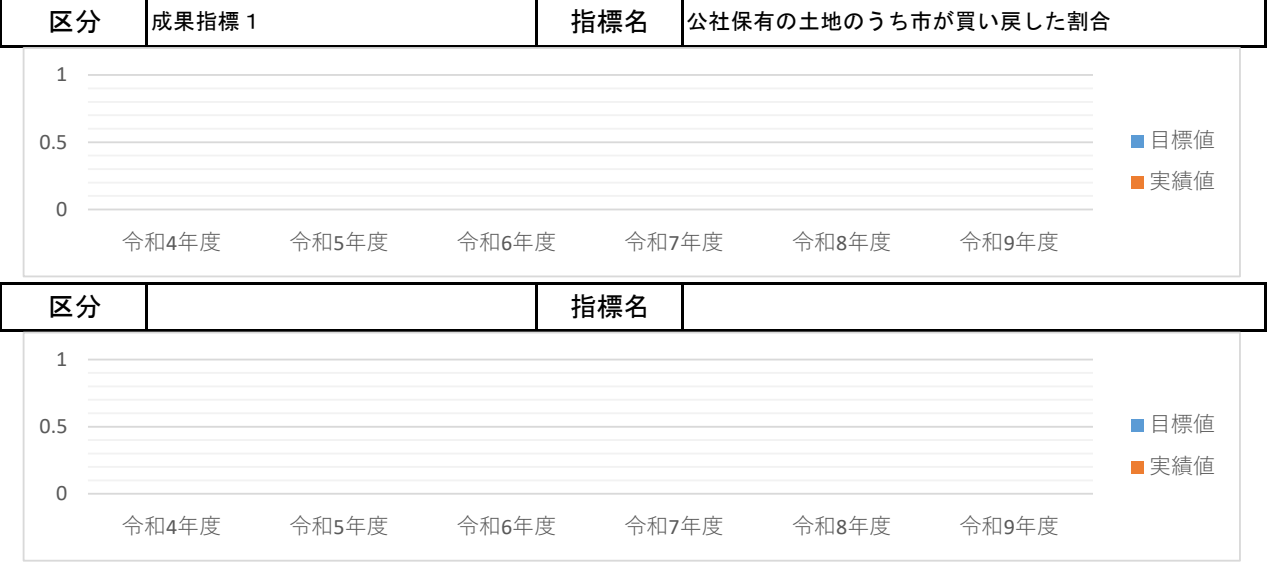 区分 成果指標１ 指標名 公社保有の土地のうち市が買い戻した割合
1
0.5
0
令和4年度 令和5年度 令和6年度 令和7年度 令和8年度 令和9年度
目標値
実績値
区分 指標名
1
0.5
0
令和4年度 令和5年度 令和6年度 令和7年度 令和8年度 令和9年度
目標値
実績値